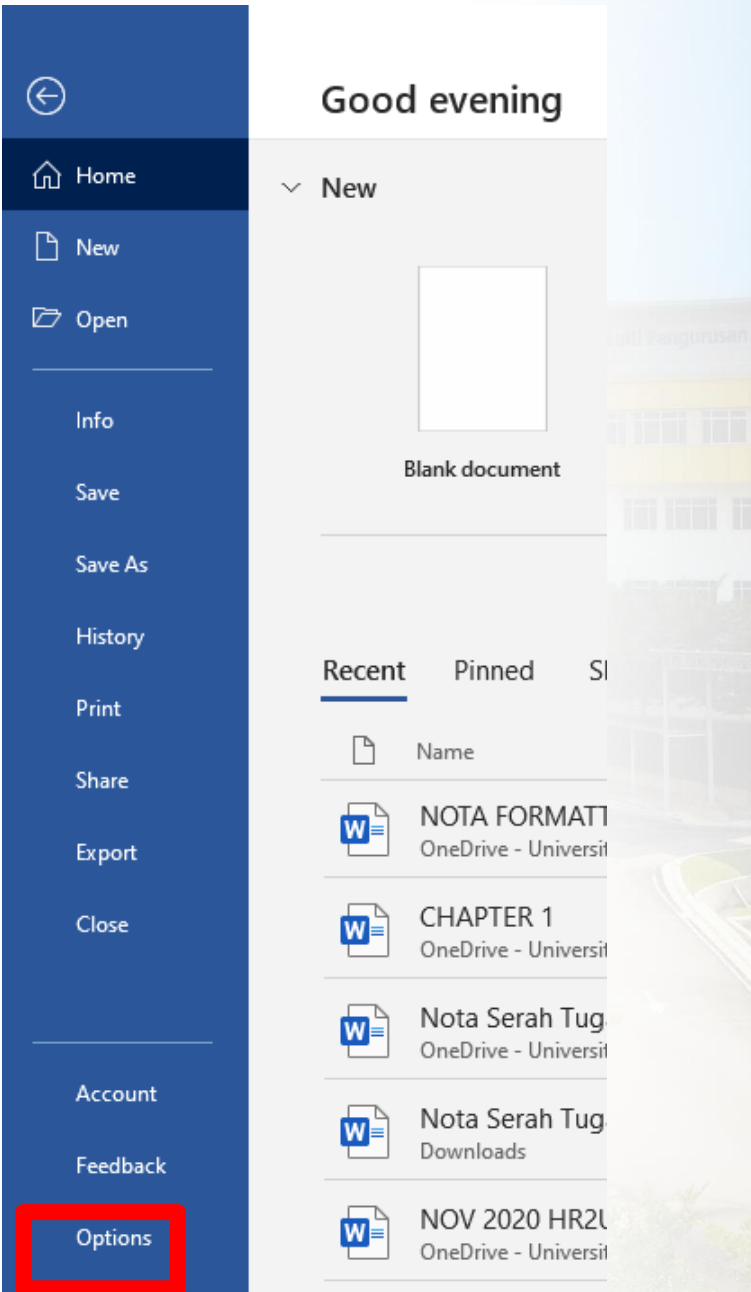 Good evening
Home
New
Open
Info
Save
Save As
History
Print
Share
Export
Close
Account
Feedback
Options
New
Blank document
Recent Pinned
Name
NOTA FORMATT
OneDrive - Universit
CHAPTER 1
OneDrive - Universit
Nota Serah Tug
OneDrive - Universit
Nota Serah Tug
Downloads
NOV 2020 HR2U
OneDrive - Universit
Pengurusan